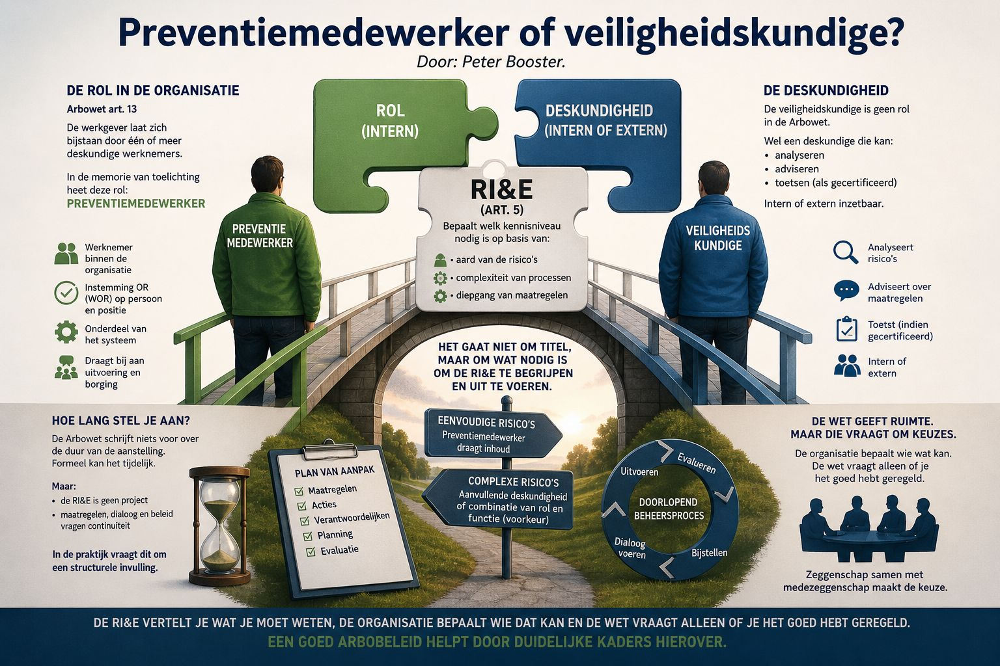 Preventiemedewerker of veiligheidskundige?
Door: Peter Booster.
DE ROL IN DE ORGANISATIE
Arbowet art. 13
De werkgever laat zich
bijstaan door één of meer
deskundige werknemers.
In de memorie van toelichting
heet deze rol:
PREVENTIEMEDEWERKER
Werknemer
binnen de
organisatie
Instemming OR
(WOR) op persoon
en positie
Onderdeel van
het systeem
Draagt bij aan
uitvoering en
borging
PREVENTIE
MEDEWERKER
ROL
(INTERN)
DESKUNDIGHEID
(INTERN OF EXTERN)
RI&E
(ART. 5)
Bepaalt welk kennisniveau
nodig is op basis van:
• aard van de risico's
• complexiteit van processen
• diepgang van maatregelen
VEILIGHEIDS
KUNDIGE
DE DESKUNDIGHEID
De veiligheidskundige is geen rol
in de Arbowet.
Wel een deskundige die kan:
• analyseren
• adviseren
• toetsen (als gecertificeerd)
Intern of extern inzetbaar.
Analyseert
risico's
Adviseert over
maatregelen
Toetst (indien
gecertificeerd)
Intern of
extern
HET GAAT NIET OM TITEL,
MAAR OM WAT NODIG IS
OM DE RI&E TE BEGRIJPEN
EN UIT TE VOEREN.
HOE LANG STEL JE AAN?
De Arbowet schrijft niets voor over
de duur van de aanstelling.
Formeel kan het tijdelijk.
Maar:
• de RI&E is geen project
• maatregelen, dialoog en beleid
vragen continuïteit
In de praktijk vraagt dit om
een structurele invulling.
PLAN VAN AANPAK
Maatregelen
Acties
Verantwoordelijken
Planning
Evaluatie
EENVOUDIGE RISICO'S
Preventiemedewerker
draagt inhoud
COMPLEXE RISICO'S
Aanvullende deskundigheid
of combinatie van rol en
functie (voorkeur)
Uitvoeren
Evalueren
DOORLOPEND
BEHEERSPROCES
Dialoog
voeren
Bijstellen
DE WET GEEFT RUIMTE.
MAAR DIE VRAAGT OM KEUZES.
De organisatie bepaalt wie wat kan.
De wet vraagt alleen of je
het goed hebt geregeld.
Zeggenschap samen met
medezeggenschap maakt de keuze.
DE RI&E VERTELT JE WAT JE MOET WETEN, DE ORGANISATIE BEPAALT WIE DAT KAN EN DE WET VRAAGT ALLEEN OF JE HET GOED HEBT GEREGELD.
EEN GOED ARBOBELEID HELPT DOOR DUIDELIJKE KADERS HIEROVER.